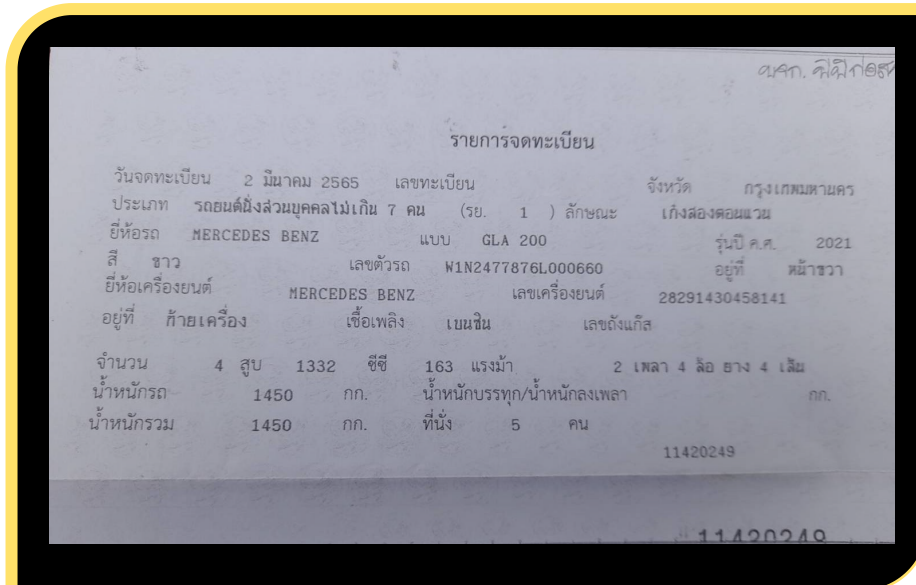 รายการจดทะเบียน
วันจดทะเบียน 2 มีนาคม 2565 เลขทะเบียน จังหวัด กรุงเทพมหานคร
ประเภท รถยนต์นั่งส่วนบุคคลไม่เกิน 7 คน (รย. 1 ) ลักษณะ เก๋งสองตอนแวน
ยี่ห้อรถ MERCEDES BENZ แบบ GLA 200 รุ่นปี ค.ศ. 2021
สี ขาว เลขตัวรถ W1N2477876L000660 อยู่ที่ หน้าขวา
ยี่ห้อเครื่องยนต์ MERCEDES BENZ เลขเครื่องยนต์ 28291430458141
อยู่ที่ ท้ายเครื่อง เชื้อเพลิง เบนซิน เลขถังแก๊ส
จำนวน 4 สูบ 1332 ซีซี 163 แรงม้า 2 เพลา 4 ล้อ ยาง 4 เส้น
น้ำหนักรถ 1450 กก. น้ำหนักบรรทุก/น้ำหนักลงเพลา กก.
น้ำหนักรวม 1450 กก. ที่นั่ง 5 คน
11420249
11420249